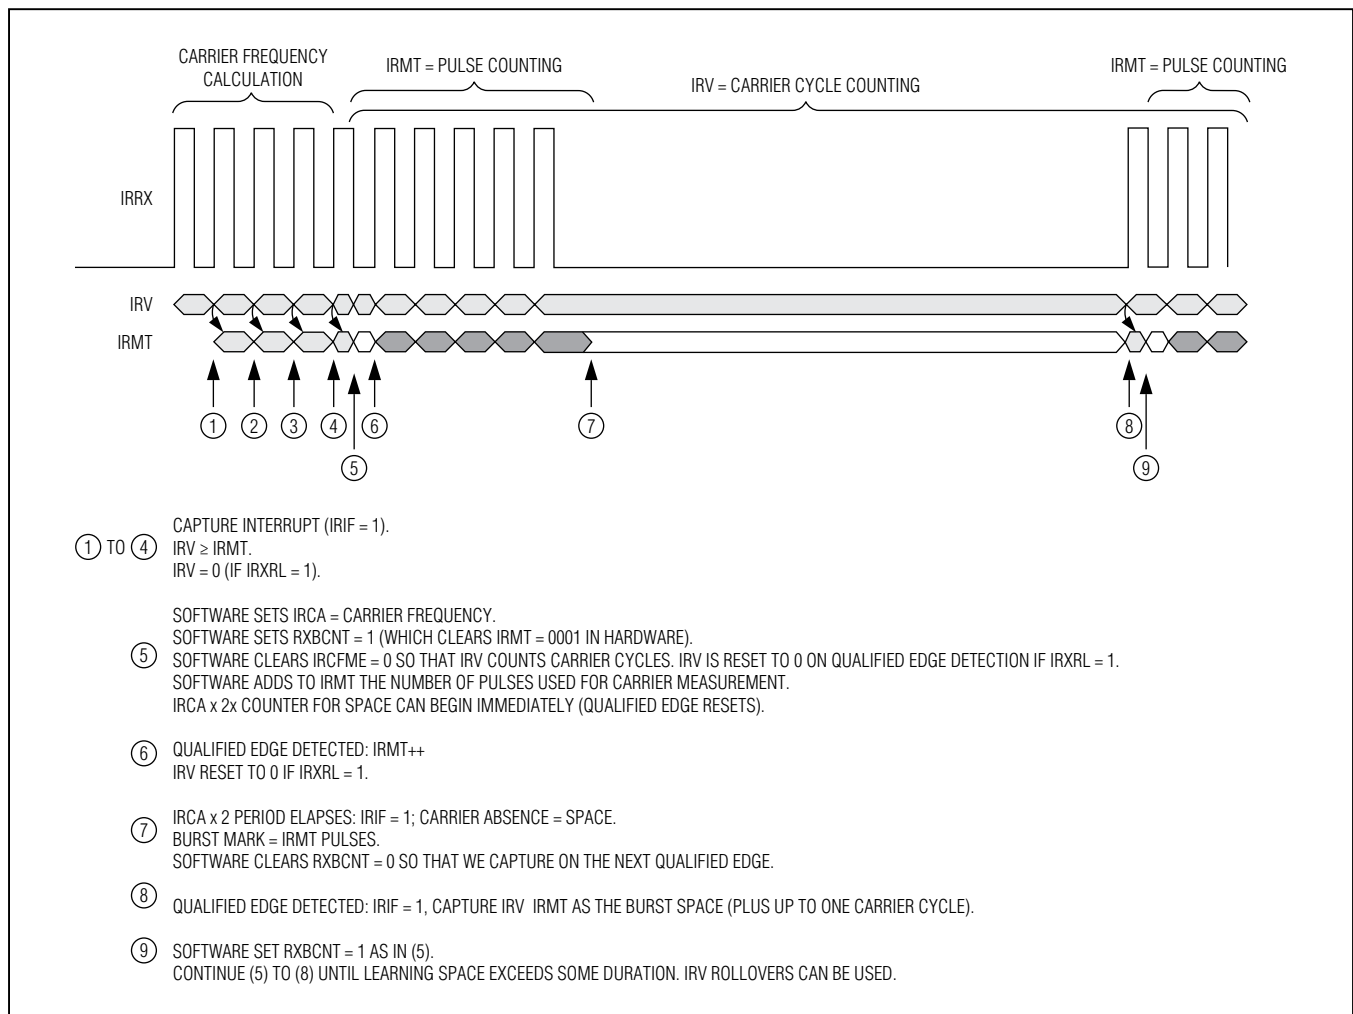 CARRIER FREQUENCY
CALCULATION
IRMT = PULSE COUNTING
IRV = CARRIER CYCLE COUNTING
IRMT = PULSE COUNTING
IRRX
IRV
IRMT
1
2
3
4
6
7
8
5
9
1 TO 4
CAPTURE INTERRUPT (IRIF = 1).
IRV ≥ IRMT.
IRV = 0 (IF IRXRL = 1).
5
SOFTWARE SETS IRCA = CARRIER FREQUENCY.
SOFTWARE SETS RXBCNT = 1 (WHICH CLEARS IRMT = 0001 IN HARDWARE).
SOFTWARE CLEARS IRCFME = 0 SO THAT IRV COUNTS CARRIER CYCLES. IRV IS RESET TO 0 ON QUALIFIED EDGE DETECTION IF IRXRL = 1.
SOFTWARE ADDS TO IRMT THE NUMBER OF PULSES USED FOR CARRIER MEASUREMENT.
IRCA x 2x COUNTER FOR SPACE CAN BEGIN IMMEDIATELY (QUALIFIED EDGE RESETS).
6
QUALIFIED EDGE DETECTED: IRMT++
IRV RESET TO 0 IF IRXRL = 1.
7
IRCA x 2 PERIOD ELAPSES: IRIF = 1; CARRIER ABSENCE = SPACE.
BURST MARK = IRMT PULSES.
SOFTWARE CLEARS RXBCNT = 0 SO THAT WE CAPTURE ON THE NEXT QUALIFIED EDGE.
8
QUALIFIED EDGE DETECTED: IRIF = 1, CAPTURE IRV IRMT AS THE BURST SPACE (PLUS UP TO ONE CARRIER CYCLE).
9
SOFTWARE SET RXBCNT = 1 AS IN (5).
CONTINUE (5) TO (8) UNTIL LEARNING SPACE EXCEEDS SOME DURATION. IRV ROLLOVERS CAN BE USED.